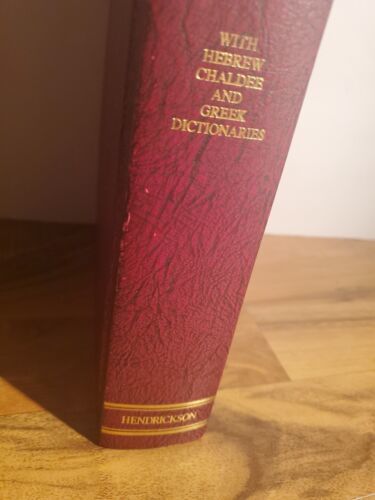 WITH
HEBREW
CHALDEE
AND
GREEK
DICTIONARIES
HENDRICKSON